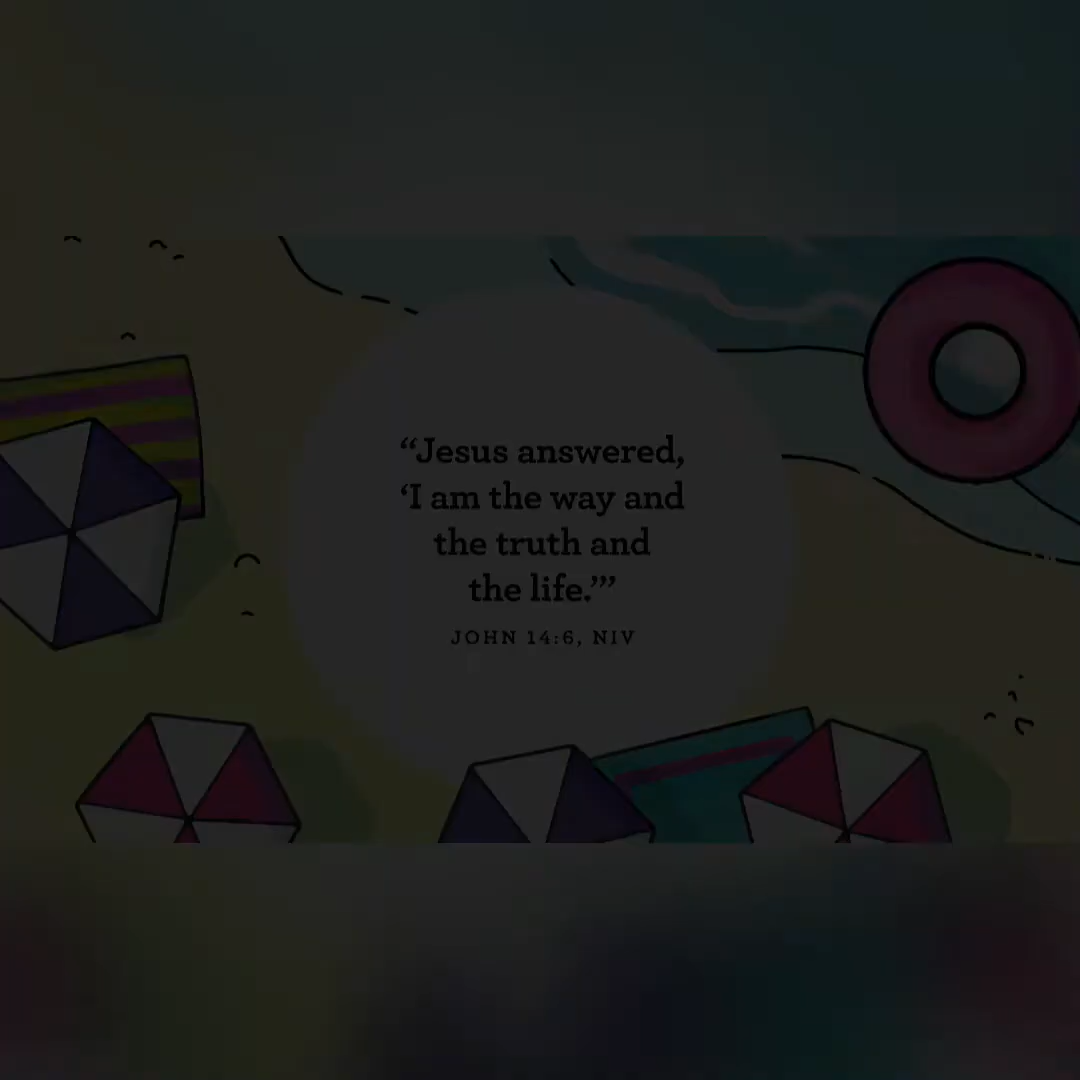 “Jesus answered,
‘I am the way and
the truth and
the life.’”
JOHN 14:6, NIV